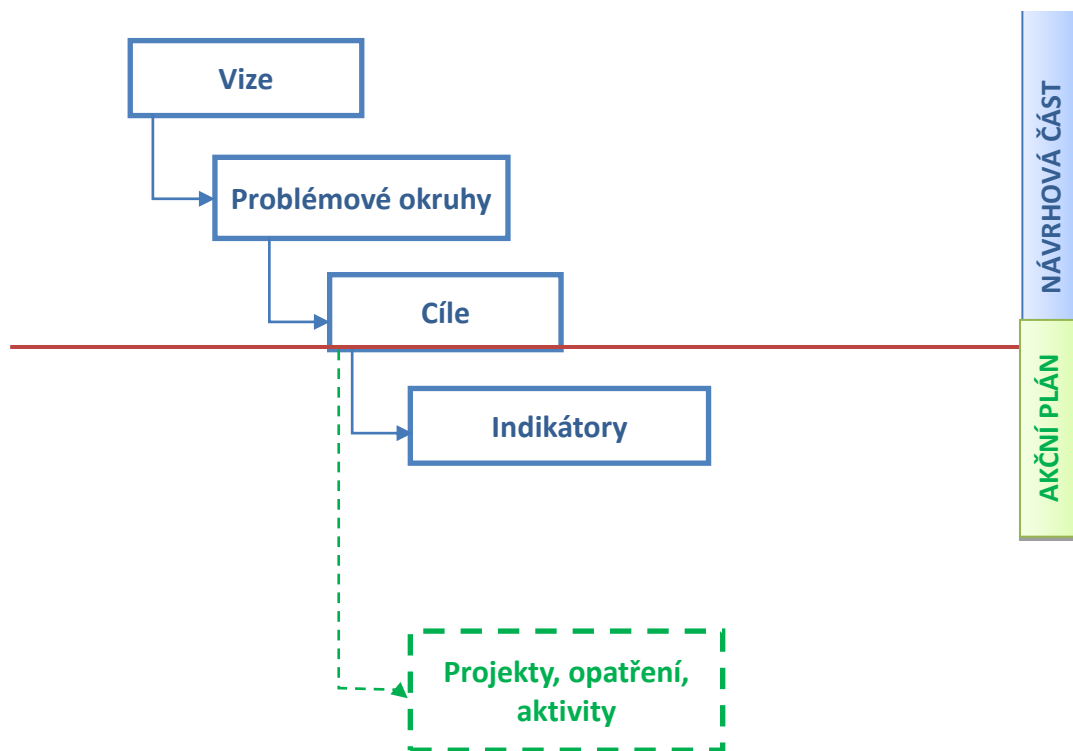 Vize
Problémové okruhy
Cíle
Indikátory
Projekty, opatření,
aktivity
NÁVRHOVÁ ČÁST
AKČNÍ PLÁN